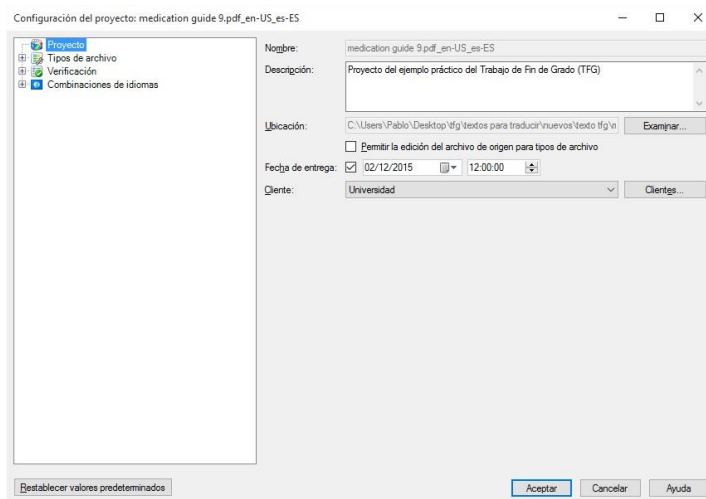 Configuración del proyecto: medication guide 9.pdf_en-US_es-ES
Proyecto
Tipos de archivo
Verificación
Combinaciones de idiomas
Nombre: medication guide 9.pdf_en-US_es-ES
Descripción: Proyecto del ejemplo práctico del Trabajo de Fin de Grado (TFG)
Ubicación: C:\Users\Pablo\Desktop\tfg\textos para traducir\nuevos\texto tfg\ Examinar...
Permitir la edición del archivo de origen para tipos de archivo
Fecha de entrega: 02/12/2015 12:00:00
Cliente: Universidad Clientes...
Restablecer valores predeterminados Aceptar Cancelar Ayuda